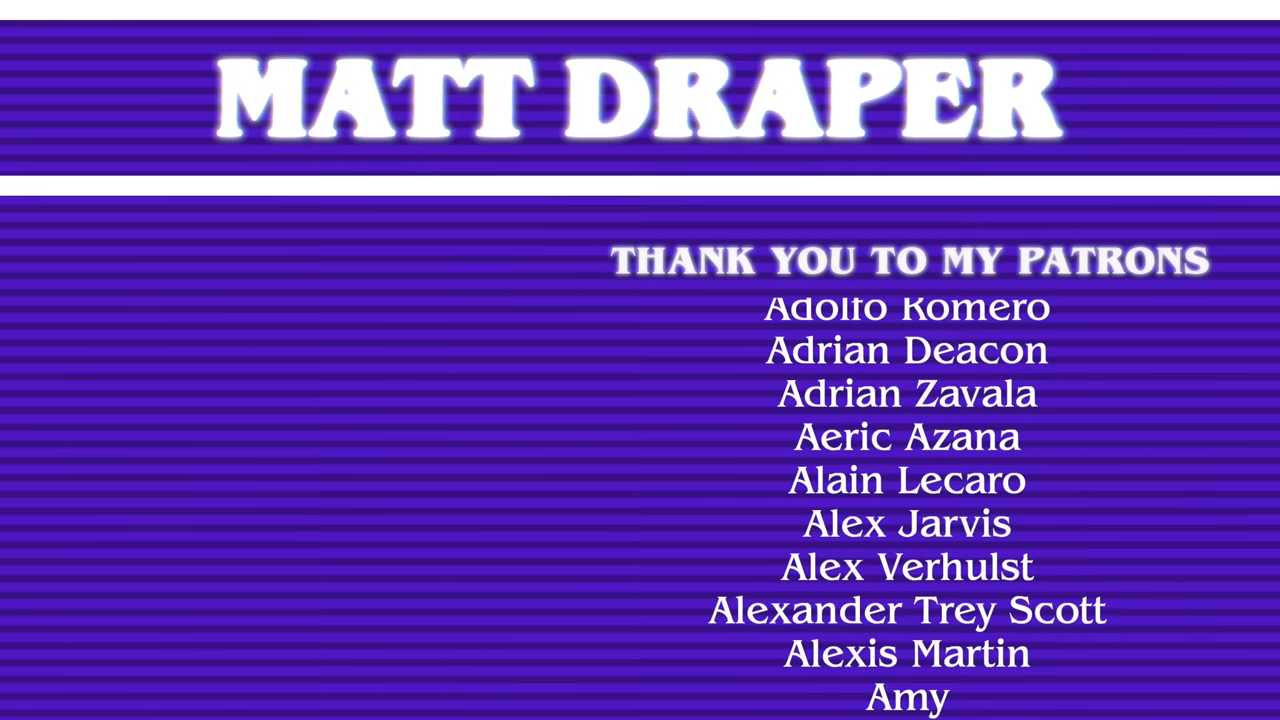 MATT DRAPER
THANK YOU TO MY PATRONS
Adolfo Romero
Adrian Deacon
Adrian Zavala
Aeric Azana
Alain Lecaro
Alex Jarvis
Alex Verhulst
Alexander Trey Scott
Alexis Martin
Amy